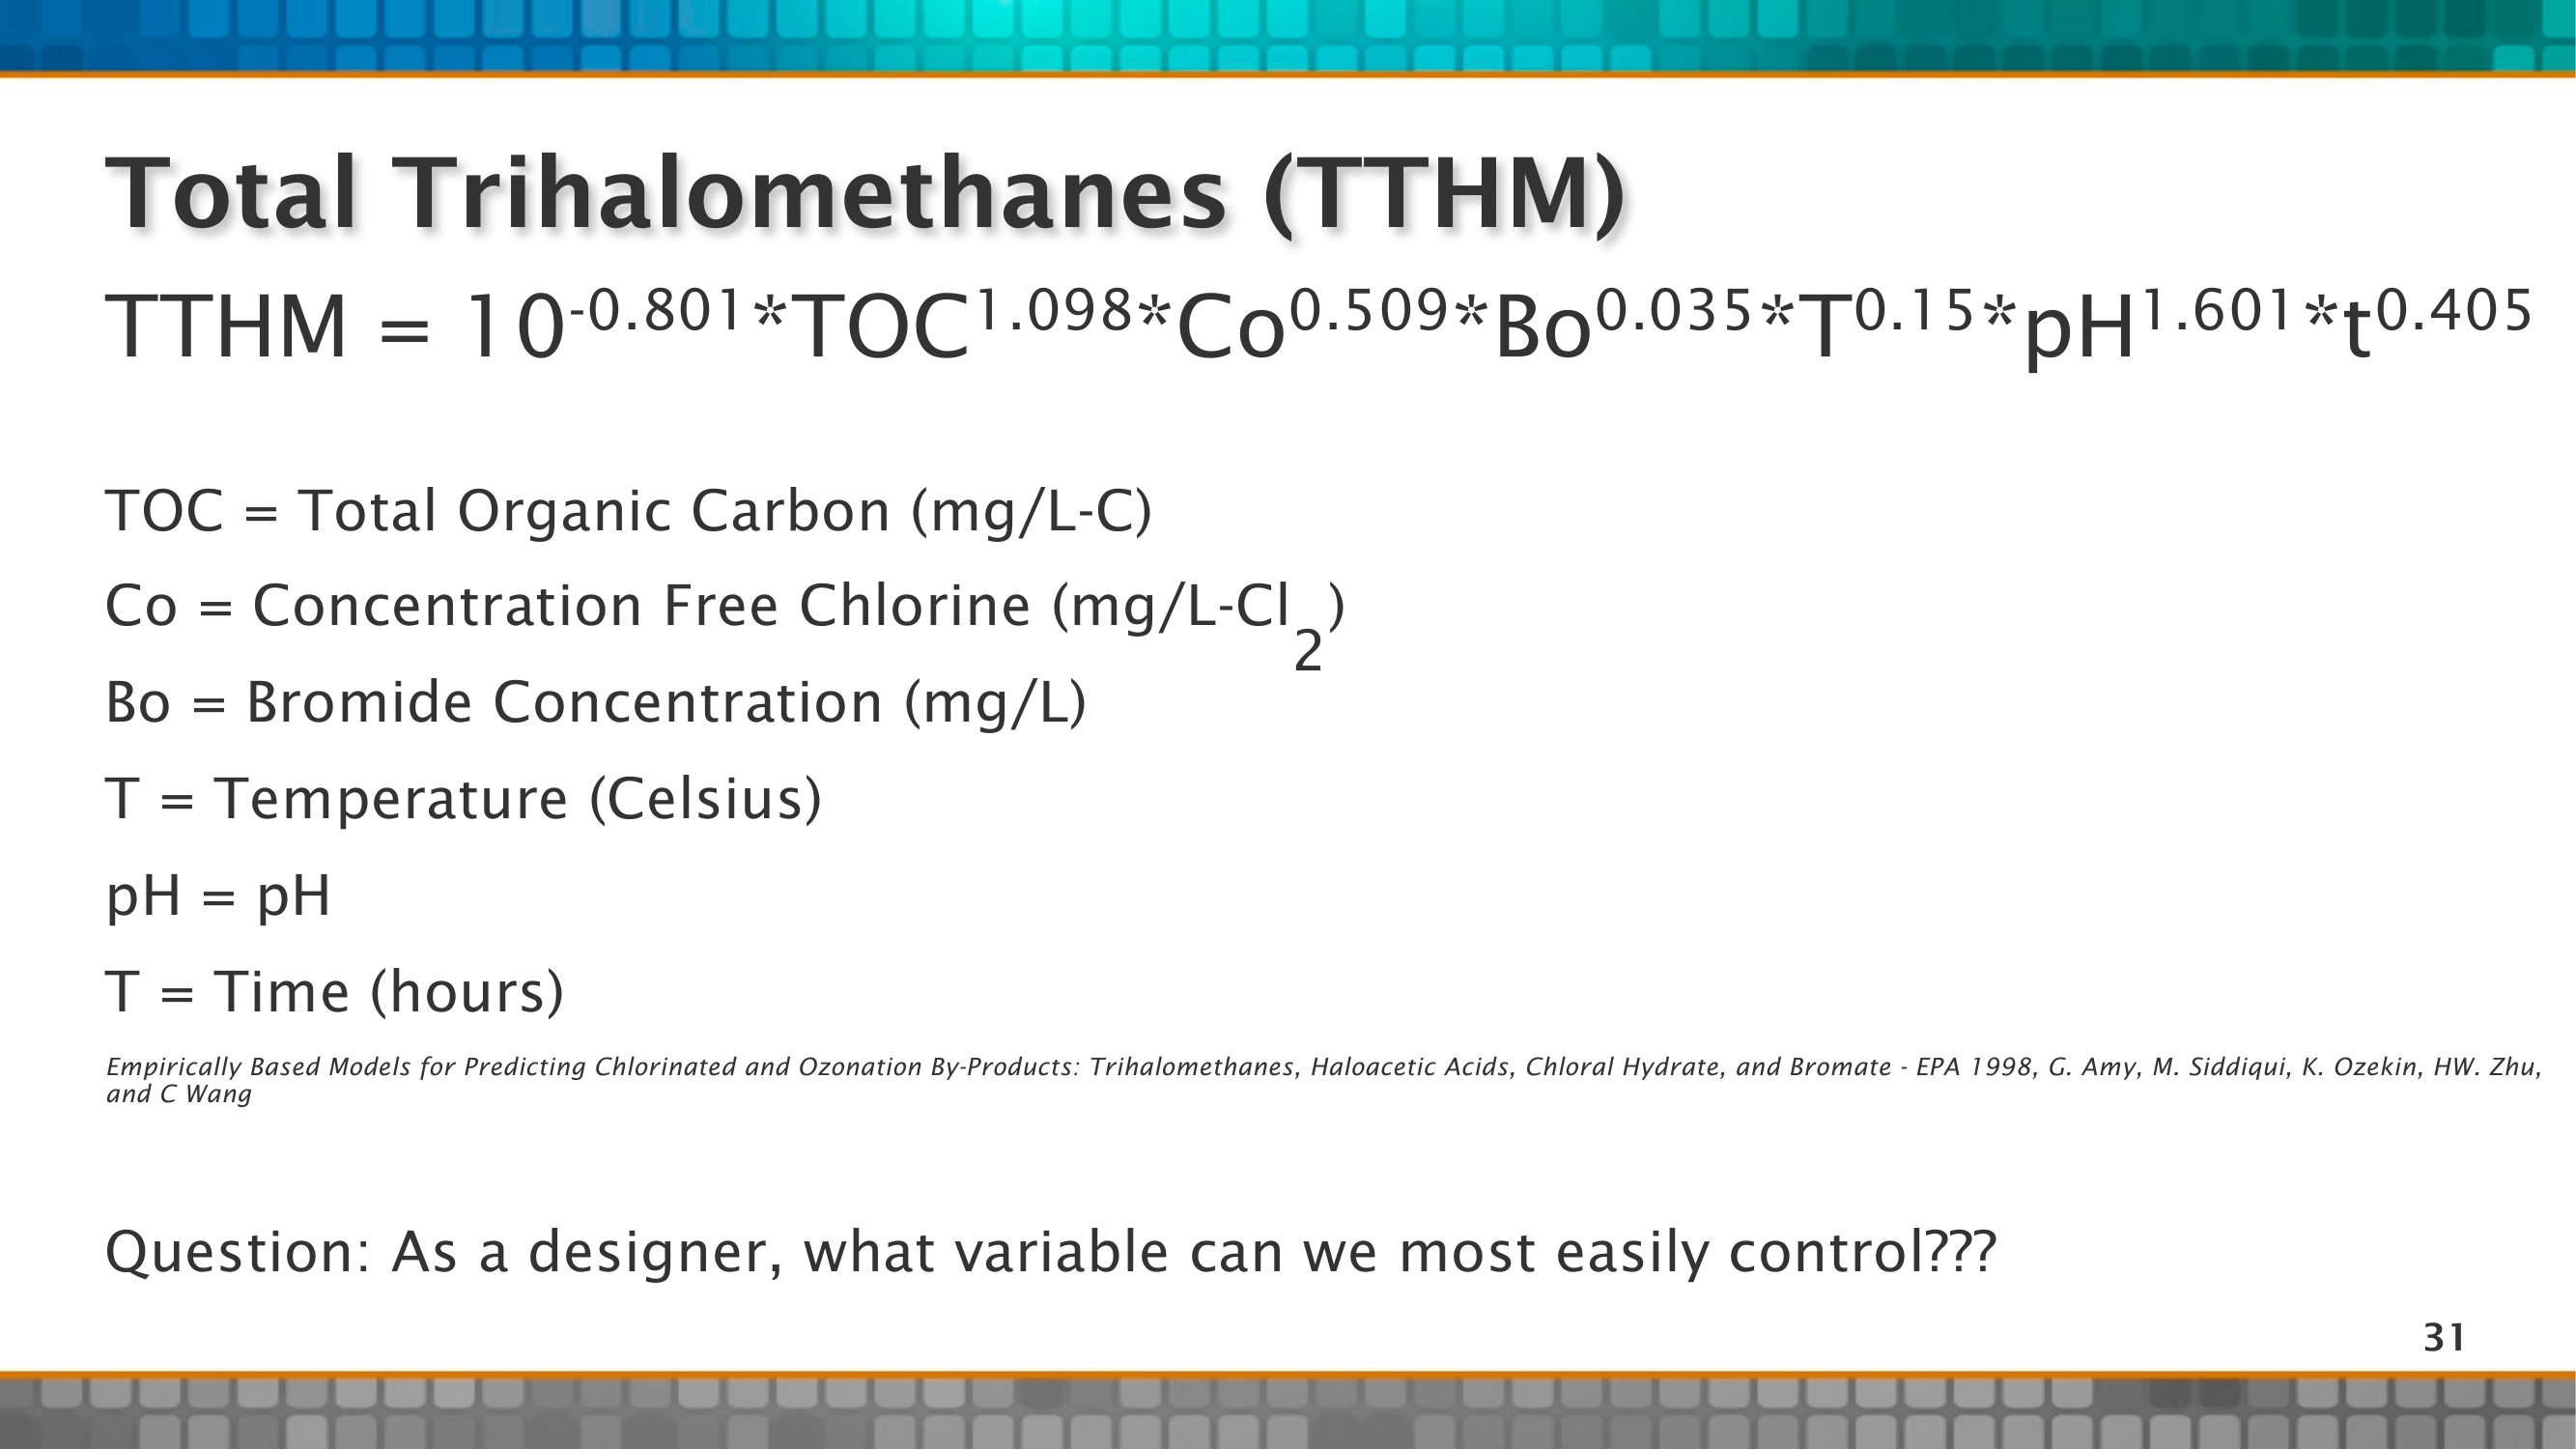 Total Trihalomethanes (TTHM)
TTHM = 10^-0.801*TOC^1.098*Co^0.509*Bo^0.035*T^0.15*pH^1.601*t^0.405
TOC = Total Organic Carbon (mg/L-C)
Co = Concentration Free Chlorine (mg/L-Cl₂)
Bo = Bromide Concentration (mg/L)
T = Temperature (Celsius)
pH = pH
T = Time (hours)
Empirically Based Models for Predicting Chlorinated and Ozonation By-Products: Trihalomethanes, Haloacetic Acids, Chloral Hydrate, and Bromate - EPA 1998, G. Amy, M. Siddiqui, K. Ozekin, HW. Zhu,
and C Wang
Question: As a designer, what variable can we most easily control???
31